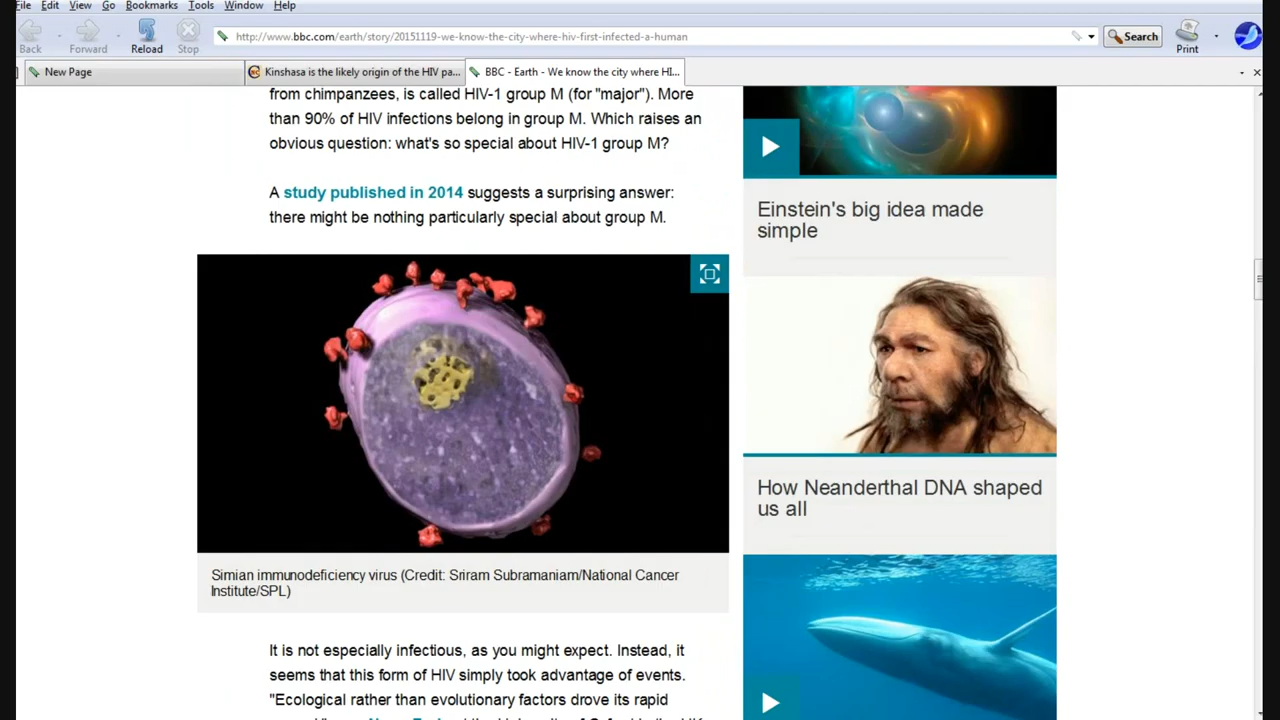 File Edit View Go Bookmarks Tools Window Help
Back Forward Reload Stop
http://www.bbc.com/earth/story/20151119-we-know-the-city-where-hiv-first-infected-a-human
Search
Print
New Page
Kinshasa is the likely origin of the HIV pa...
BBC - Earth - We know the city where HI...
from chimpanzees, is called HIV-1 group M (for "major"). More
than 90% of HIV infections belong in group M. Which raises an
obvious question: what's so special about HIV-1 group M?
A study published in 2014 suggests a surprising answer:
there might be nothing particularly special about group M.
Simian immunodeficiency virus (Credit: Sriram Subramaniam/National Cancer
Institute/SPL)
It is not especially infectious, as you might expect. Instead, it
seems that this form of HIV simply took advantage of events.
"Ecological rather than evolutionary factors drove its rapid
Einstein's big idea made
simple
How Neanderthal DNA shaped
us all